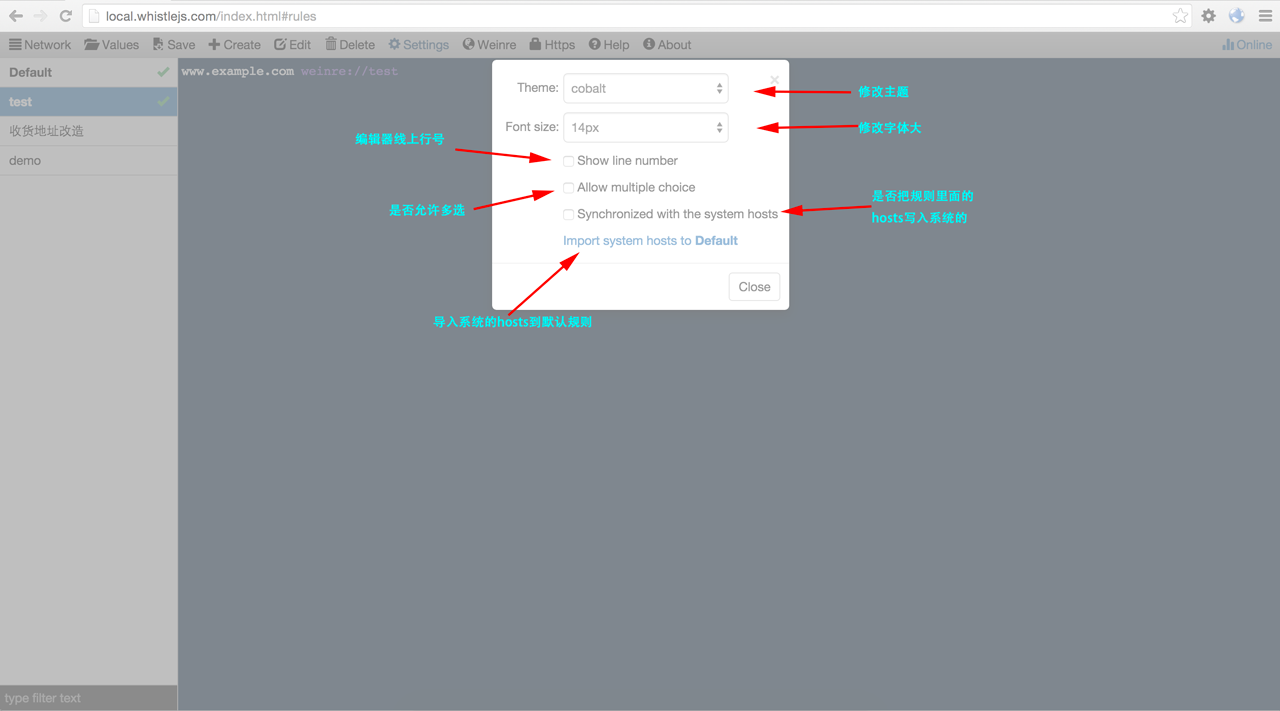 local.whistlejs.com/index.html#rules
Network Values Save Create Edit Delete Settings Weinre Https Help About Online
Default
test
收货地址改造
demo
type filter text
www.example.com weinre://test
×
Theme: cobalt
修改主题
Font size: 14px
修改字体大
编辑器线上行号
Show line number
Allow multiple choice
是否允许多选
Synchronized with the system hosts
是否把规则里面的
hosts写入系统的
Import system hosts to Default
Close
导入系统的hosts到默认规则